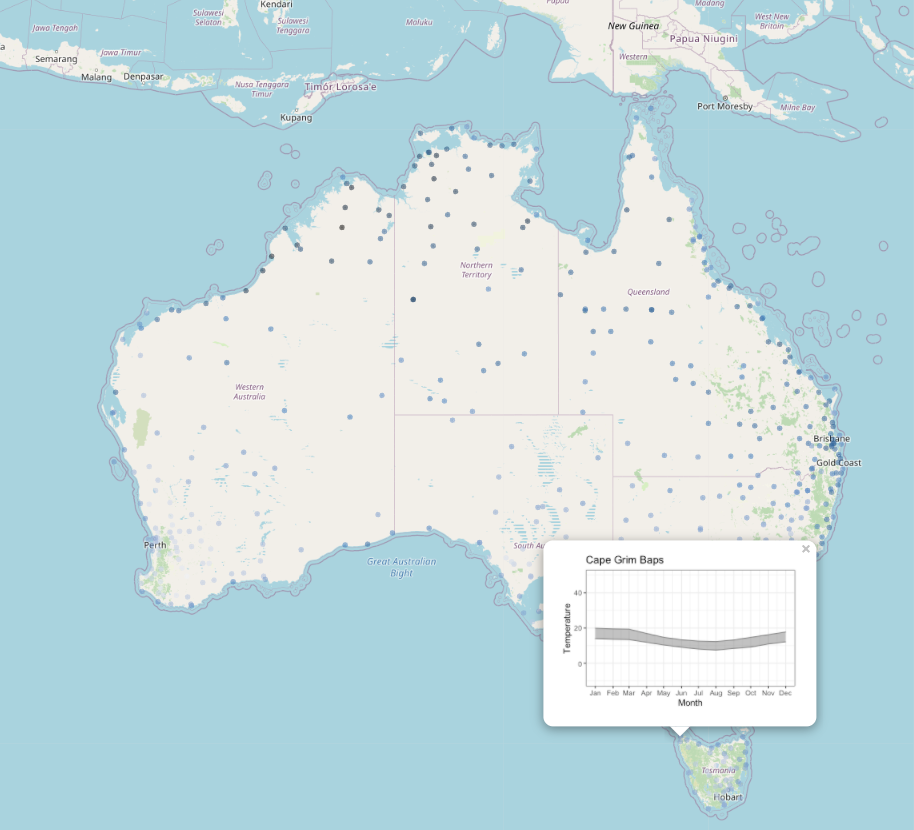 Kendari
Papua
Madang
Jawa Tengah
Sulawesi
Selatan
Sulawesi
Tenggara
Maluku
New Guinea
West New
Britain
Papua Niugini
a
Semarang
Jawa Timur
Western
Malang
Denpasar
Nusa Tenggara
Timur
Timór Lorosa'e
Kupang
Port Moresby
Milne Bay
Northern
Territory
Queensland
Western
Australia
Brisbane
Gold Coast
Perth
South Au
Great Australian
Bight
×
Cape Grim Baps
Temperature
40
20
0
Jan Feb Mar Apr May Jun Jul Aug Sep Oct Nov Dec
Month
Tasmania
Hobart